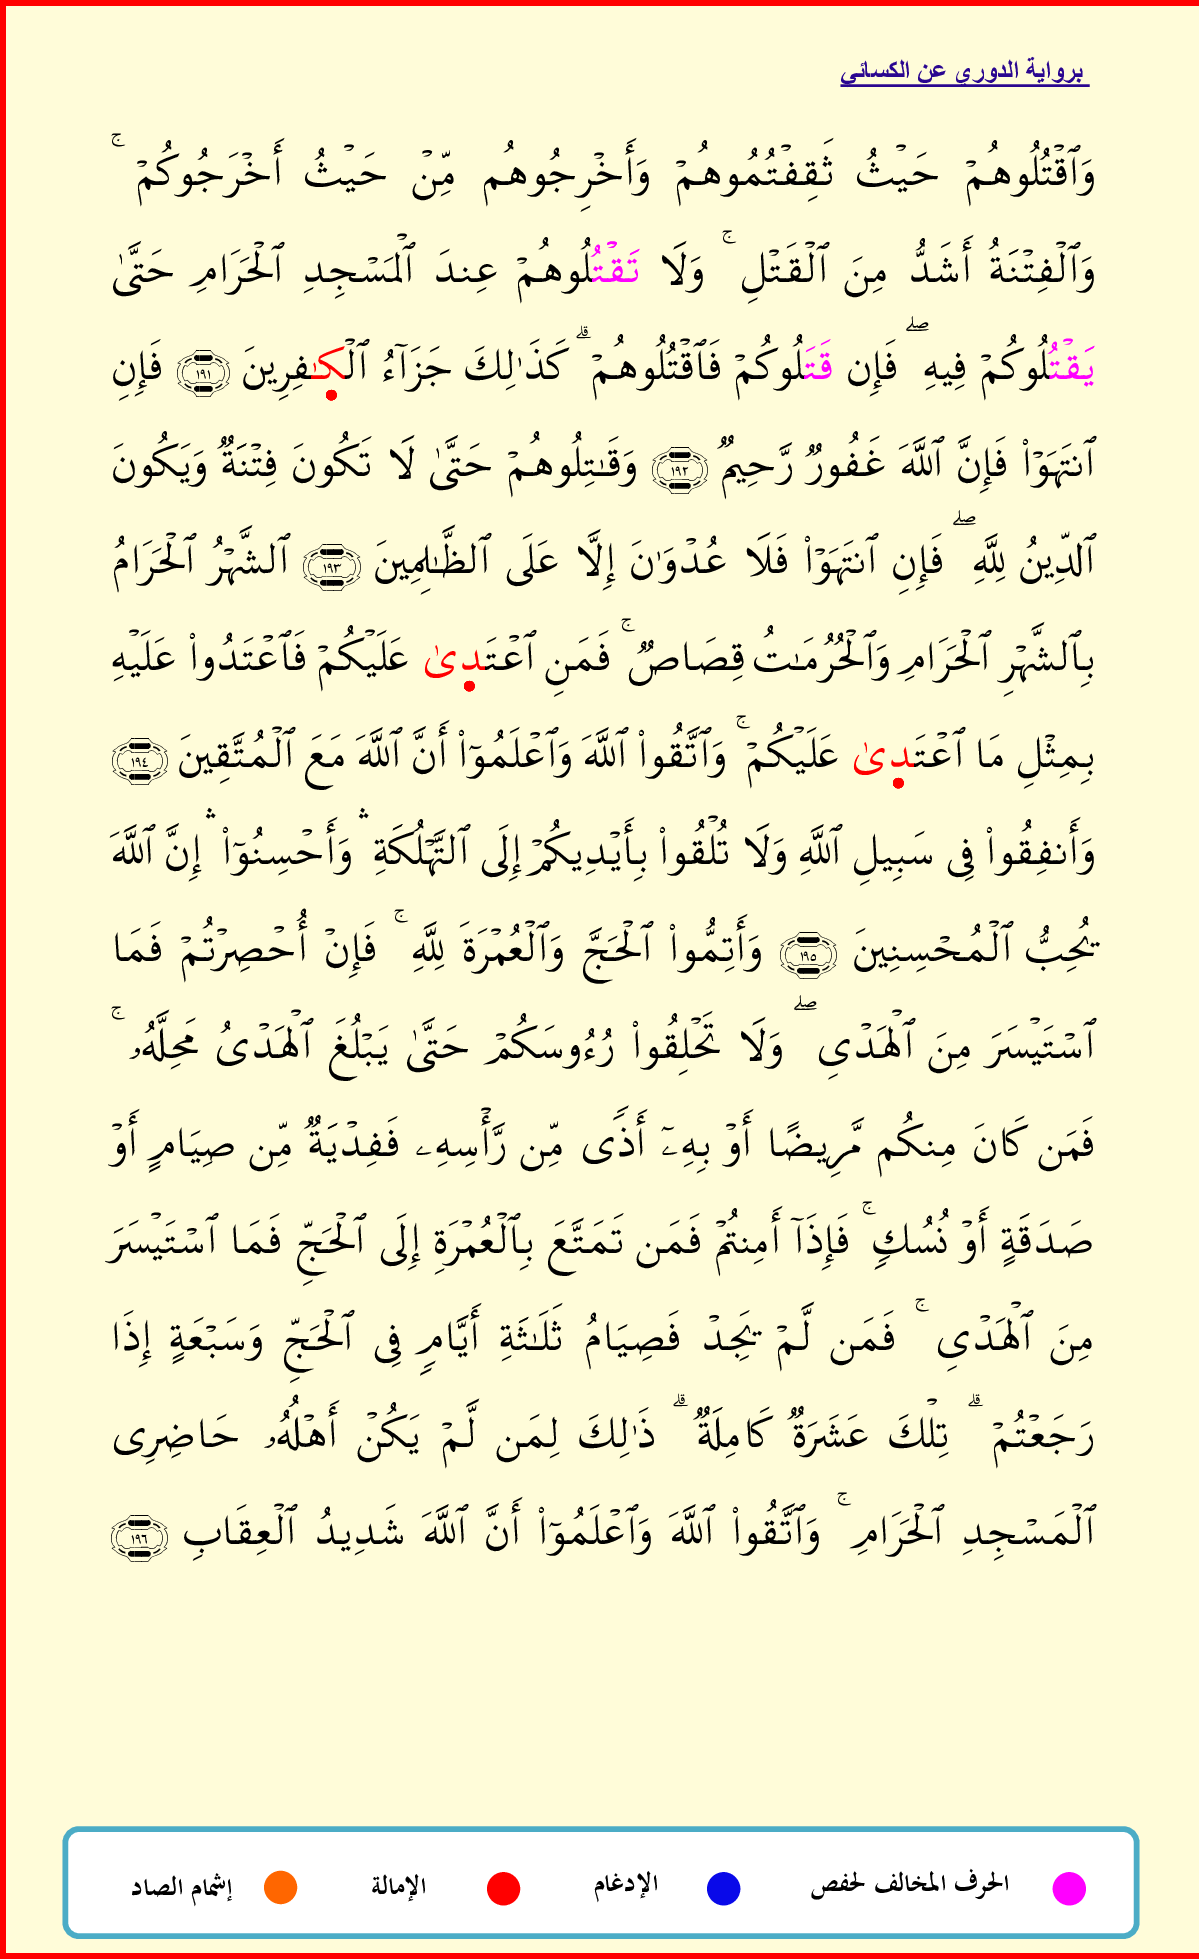 برواية الدوري عن الكسائي
وَٱقۡتُلُوهُمۡ حَيۡثُ ثَقِفۡتُمُوهُمۡ وَأَخۡرِجُوهُم مِّنۡ حَيۡثُ أَخۡرَجُوكُمۡۚ
وَٱلۡفِتۡنَةُ أَشَدُّ مِنَ ٱلۡقَتۡلِۚ وَلَا تَقۡتُلُوهُمۡ عِندَ ٱلۡمَسۡجِدِ ٱلۡحَرَامِ حَتَّىٰ
يَقۡتُلُوكُمۡ فِيهِۖ فَإِن قَتَلُوكُمۡ فَٱقۡتُلُوهُمۡۗ كَذَٰلِكَ جَزَآءُ ٱلۡكَٰفِرِينَ ١٩١ فَإِنِ
ٱنتَهَوۡاْ فَإِنَّ ٱللَّهَ غَفُورٞ رَّحِيمٞ ١٩٢ وَقَٰتِلُوهُمۡ حَتَّىٰ لَا تَكُونَ فِتۡنَةٞ وَيَكُونَ
ٱلدِّينُ لِلَّهِۖ فَإِنِ ٱنتَهَوۡاْ فَلَا عُدۡوَٰنَ إِلَّا عَلَى ٱلظَّٰلِمِينَ ١٩٣ ٱلشَّهۡرُ ٱلۡحَرَامُ
بِٱلشَّهۡرِ ٱلۡحَرَامِ وَٱلۡحُرُمَٰتُ قِصَاصٞۚ فَمَنِ ٱعۡتَدِىٰ عَلَيۡكُمۡ فَٱعۡتَدُواْ عَلَيۡهِ
بِمِثۡلِ مَا ٱعۡتَدِىٰ عَلَيۡكُمۡۚ وَٱتَّقُواْ ٱللَّهَ وَٱعۡلَمُوٓاْ أَنَّ ٱللَّهَ مَعَ ٱلۡمُتَّقِينَ ١٩٤
وَأَنفِقُواْ فِى سَبِيلِ ٱللَّهِ وَلَا تُلۡقُواْ بِأَيۡدِيكُمۡ إِلَى ٱلتَّهۡلُكَةِۛ وَأَحۡسِنُوٓاْۛ إِنَّ ٱللَّهَ
يُحِبُّ ٱلۡمُحۡسِنِينَ ١٩٥ وَأَتِمُّواْ ٱلۡحَجَّ وَٱلۡعُمۡرَةَ لِلَّهِۚ فَإِنۡ أُحۡصِرۡتُمۡ فَمَا
ٱسۡتَيۡسَرَ مِنَ ٱلۡهَدۡىِۖ وَلَا تَحۡلِقُواْ رُءُوسَكُمۡ حَتَّىٰ يَبۡلُغَ ٱلۡهَدۡىُ مَحِلَّهُۥۚ
فَمَن كَانَ مِنكُم مَّرِيضًا أَوۡ بِهِۦٓ أَذٗى مِّن رَّأۡسِهِۦ فَفِدۡيَةٞ مِّن صِيَامٍ أَوۡ
صَدَقَةٍ أَوۡ نُسُكٖۚ فَإِذَآ أَمِنتُمۡ فَمَن تَمَتَّعَ بِٱلۡعُمۡرَةِ إِلَى ٱلۡحَجِّ فَمَا ٱسۡتَيۡسَرَ
مِنَ ٱلۡهَدۡىِۚ فَمَن لَّمۡ يَجِدۡ فَصِيَامُ ثَلَٰثَةِ أَيَّامٖ فِى ٱلۡحَجِّ وَسَبۡعَةٍ إِذَا
رَجَعۡتُمۡۗ تِلۡكَ عَشَرَةٞ كَامِلَةٞۗ ذَٰلِكَ لِمَن لَّمۡ يَكُنۡ أَهۡلُهُۥ حَاضِرِى
ٱلۡمَسۡجِدِ ٱلۡحَرَامِۚ وَٱتَّقُواْ ٱللَّهَ وَٱعۡلَمُوٓاْ أَنَّ ٱللَّهَ شَدِيدُ ٱلۡعِقَابِ ١٩٦
الحرف المخالف لحفص الإدغام الإمالة إشمام الصاد